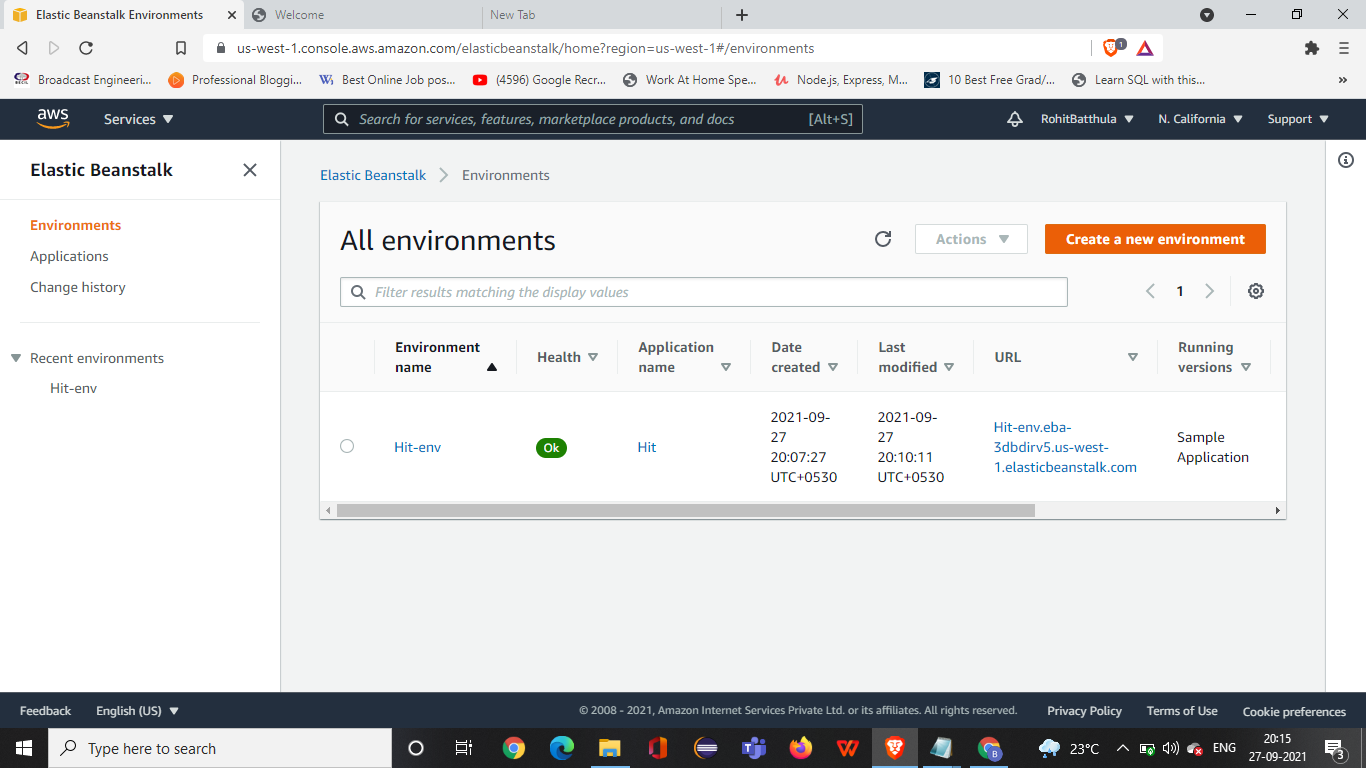 Elastic Beanstalk Environments
Welcome
New Tab
us-west-1.console.aws.amazon.com/elasticbeanstalk/home?region=us-west-1#/environments
1
Broadcast Engineeri...
Professional Bloggi...
Best Online Job pos...
(4596) Google Recr...
Work At Home Spe...
Node.js, Express, M...
10 Best Free Grad/...
Learn SQL with this...
»
aws
Services
Search for services, features, marketplace products, and docs
[Alt+S]
RohitBatthula
N. California
Support
Elastic Beanstalk
Environments
Applications
Change history
Recent environments
Hit-env
Elastic Beanstalk
Environments
All environments
Actions
Create a new environment
Filter results matching the display values
1
Environment
name
Health
Application
name
Date
created
Last
modified
URL
Running
versions
Hit-env
Ok
Hit
2021-09-
27
20:07:27
UTC+0530
2021-09-
27
20:10:11
UTC+0530
Hit-env.eba-
3dbdirv5.us-west-
1.elasticbeanstalk.com
Sample
Application
Feedback
English (US)
© 2008 - 2021, Amazon Internet Services Private Ltd. or its affiliates. All rights reserved.
Privacy Policy
Terms of Use
Cookie preferences
Type here to search
23°C
ENG
20:15
27-09-2021
3